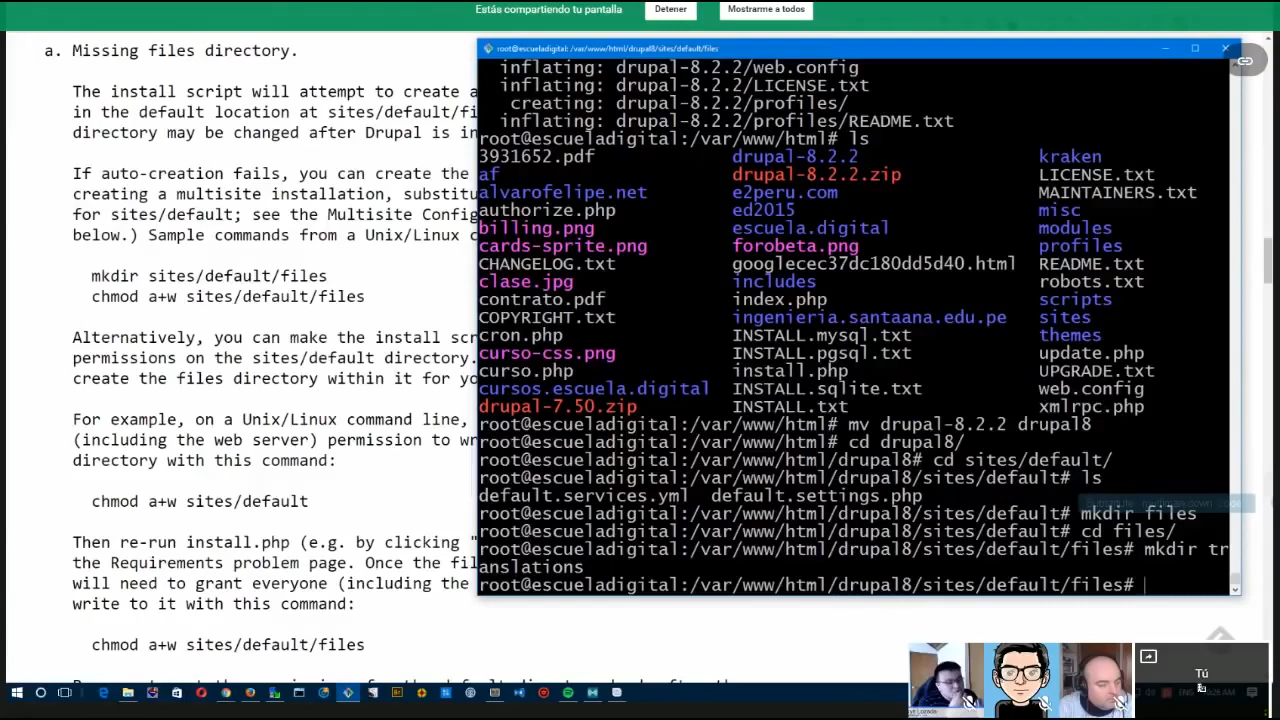 Estás compartiendo tu pantalla
Detener
Mostrarme a todos
a. Missing files directory.
The install script will attempt to create a
in the default location at sites/default/fi
directory may be changed after Drupal is in
If auto-creation fails, you can create the
creating a multisite installation, substitu
for sites/default; see the Multisite Config
below.) Sample commands from a Unix/Linux c
mkdir sites/default/files
chmod a+w sites/default/files
Alternatively, you can make the install scr
permissions on the sites/default directory.
create the files directory within it for yo
For example, on a Unix/Linux command line,
(including the web server) permission to wr
directory with this command:
chmod a+w sites/default
Then re-run install.php (e.g. by clicking "
the Requirements problem page. Once the fil
will need to grant everyone (including the
write to it with this command:
chmod a+w sites/default/files
root@escueladigital: /var/www/html/drupal8/sites/default/files
inflating: drupal-8.2.2/web.config
inflating: drupal-8.2.2/LICENSE.txt
creating: drupal-8.2.2/profiles/
inflating: drupal-8.2.2/profiles/README.txt
root@escueladigital:/var/www/html# ls
3931652.pdf drupal-8.2.2 kraken
af drupal-8.2.2.zip LICENSE.txt
alvarofelipe.net e2peru.com MAINTAINERS.txt
authorize.php ed2015 misc
billing.png escuela.digital modules
cards-sprite.png forobeta.png profiles
CHANGELOG.txt googlecec37dc180dd5d40.html README.txt
clase.jpg includes robots.txt
contrato.pdf index.php scripts
COPYRIGHT.txt ingenieria.santaana.edu.pe sites
cron.php INSTALL.mysql.txt themes
curso-css.png INSTALL.pgsql.txt update.php
curso.php install.php UPGRADE.txt
cursos.escuela.digital INSTALL.sqlite.txt web.config
drupal-7.50.zip INSTALL.txt xmlrpc.php
root@escueladigital:/var/www/html# mv drupal-8.2.2 drupal8
root@escueladigital:/var/www/html# cd drupal8/
root@escueladigital:/var/www/html/drupal8# cd sites/default/
root@escueladigital:/var/www/html/drupal8/sites/default# ls
default.services.yml default.settings.php
root@escueladigital:/var/www/html/drupal8/sites/default# mkdir files
root@escueladigital:/var/www/html/drupal8/sites/default# cd files/
root@escueladigital:/var/www/html/drupal8/sites/default/files# mkdir tr
anslations
root@escueladigital:/var/www/html/drupal8/sites/default/files#
Tú